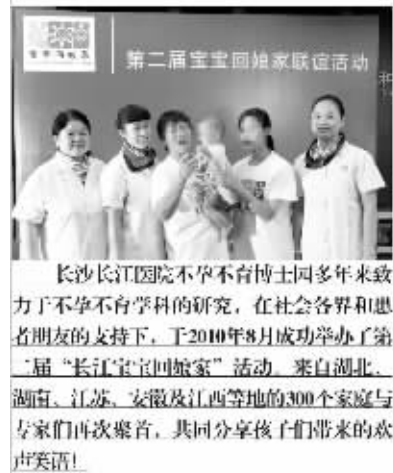 第二届宝宝回娘家联谊活动
长沙长江医院不孕不育博士园多年来致
力于不孕不育学科的研究，在社会各界和患
者朋友的支持下，于2010年8月成功举办了第
二届“长江宝宝回娘家”活动，来自湖北、
湖南、江苏、安徽及江西等地的300个家庭与
专家们再次聚首，共同分享孩子们带来的欢
声笑语！